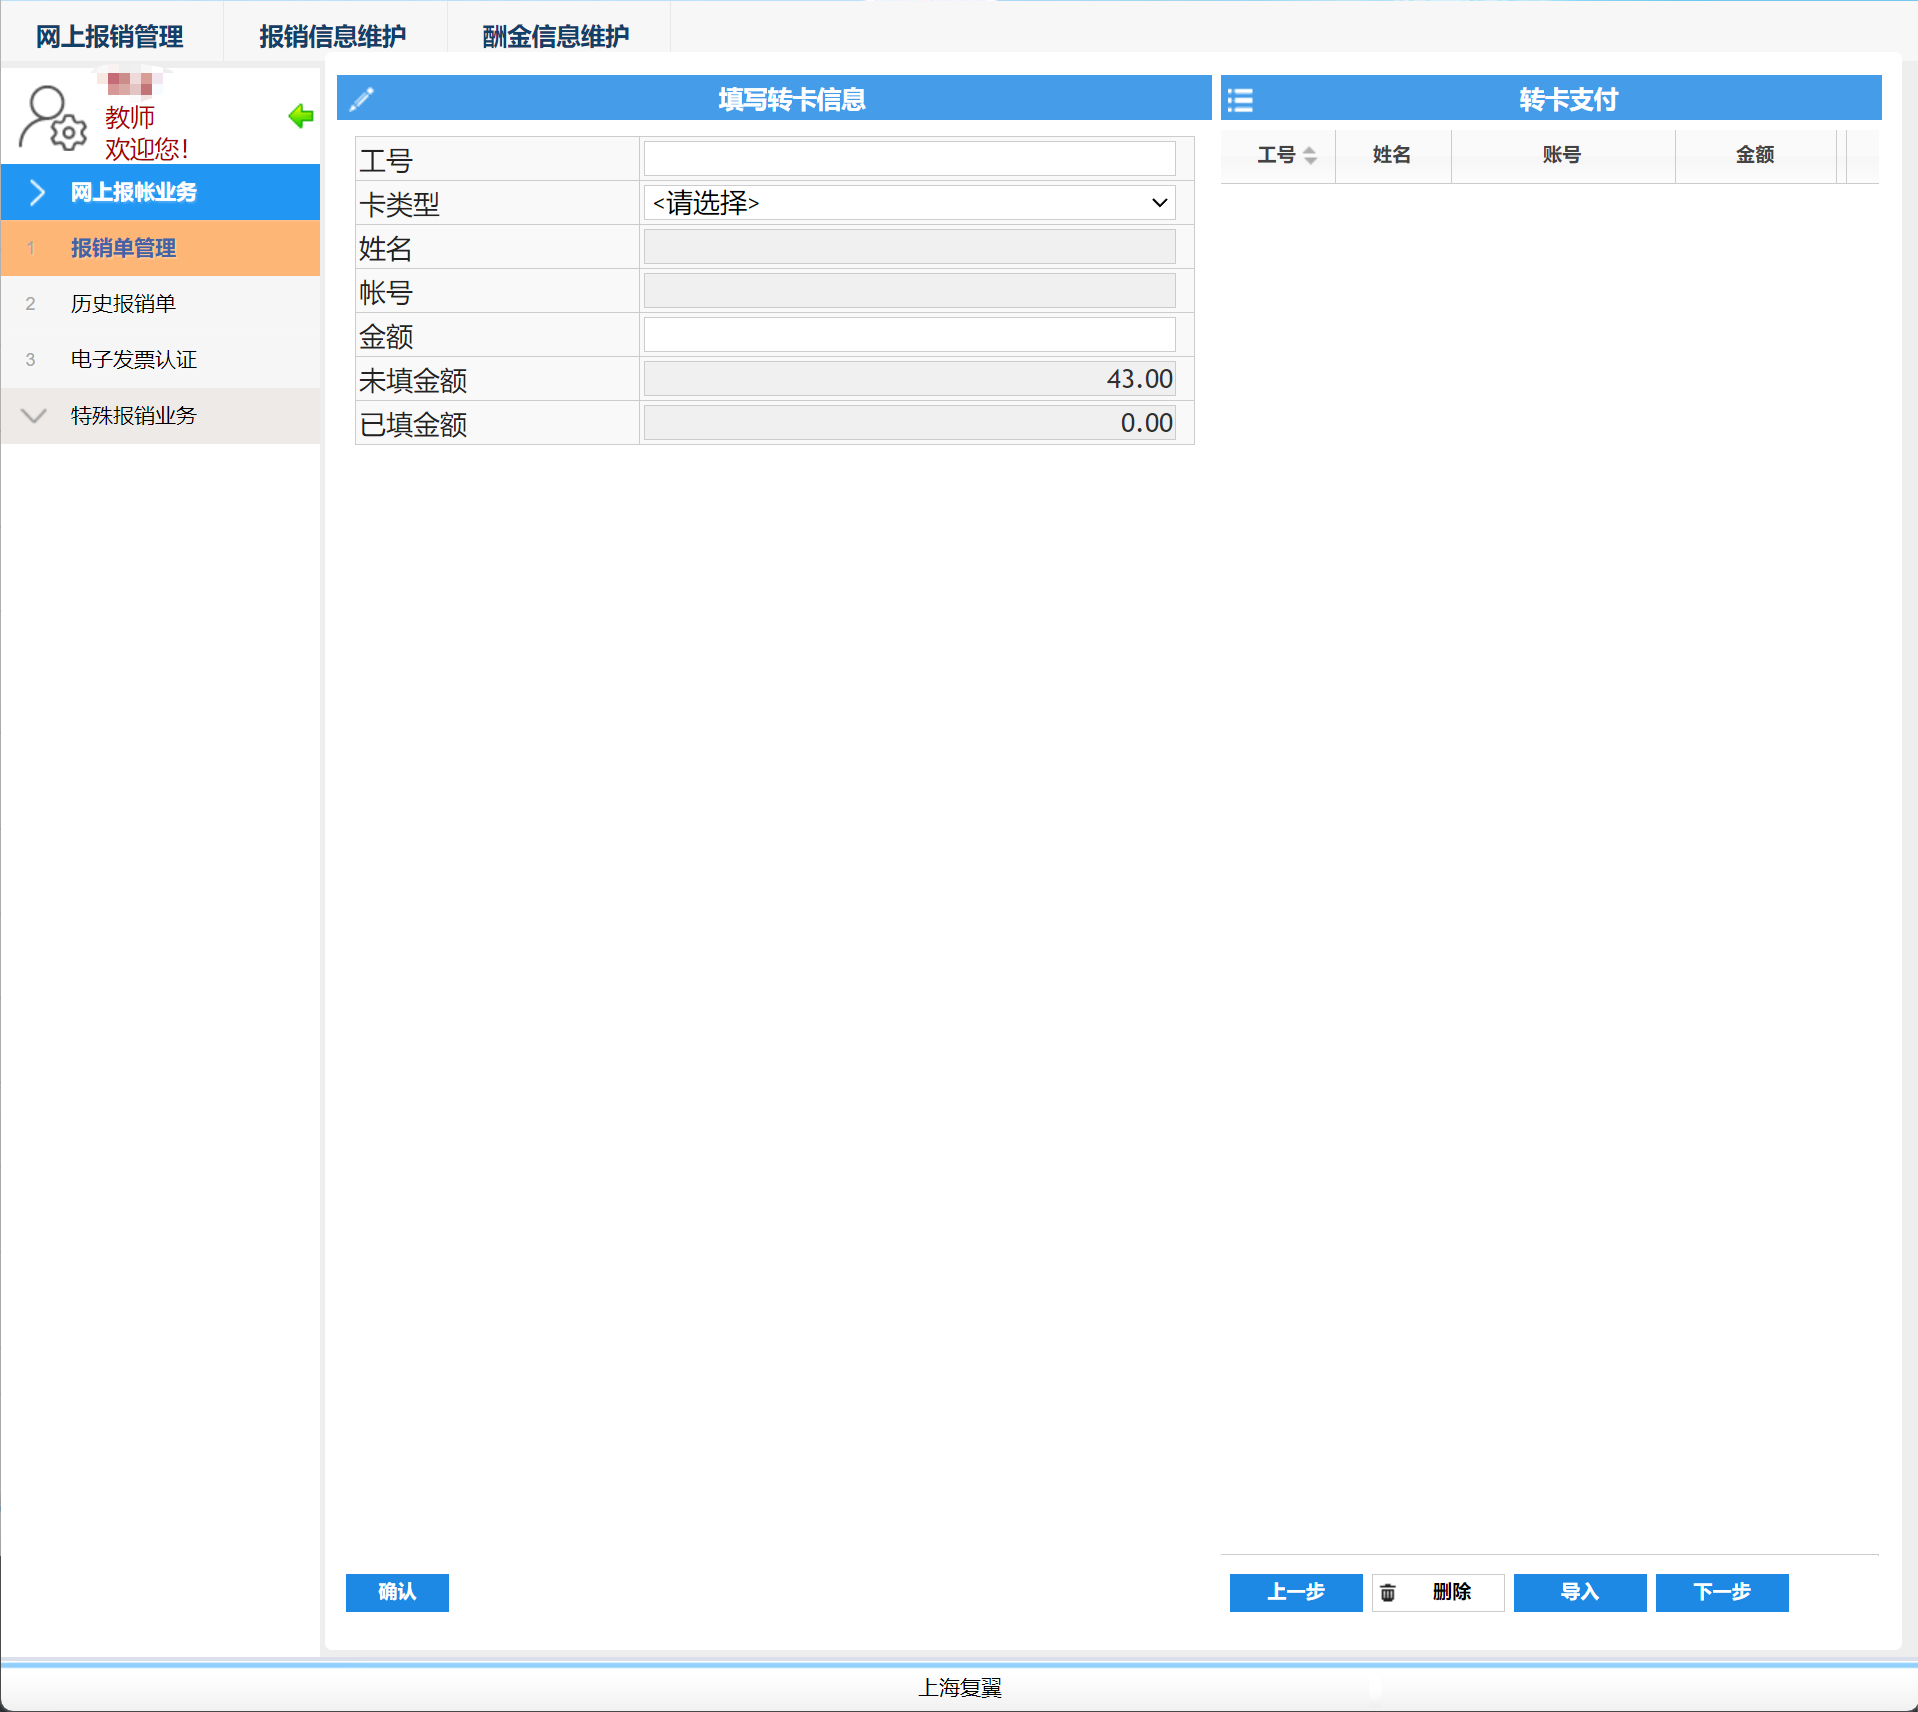 网上报销管理 报销信息维护 酬金信息维护
教师
欢迎您!
网上报帐业务
1 报销单管理
2 历史报销单
3 电子发票认证
特殊报销业务
填写转卡信息
工号
卡类型 <请选择>
姓名
帐号
金额
未填金额 43.00
已填金额 0.00
确认
转卡支付
工号 姓名 账号 金额
上一步 删除 导入 下一步
上海复翼